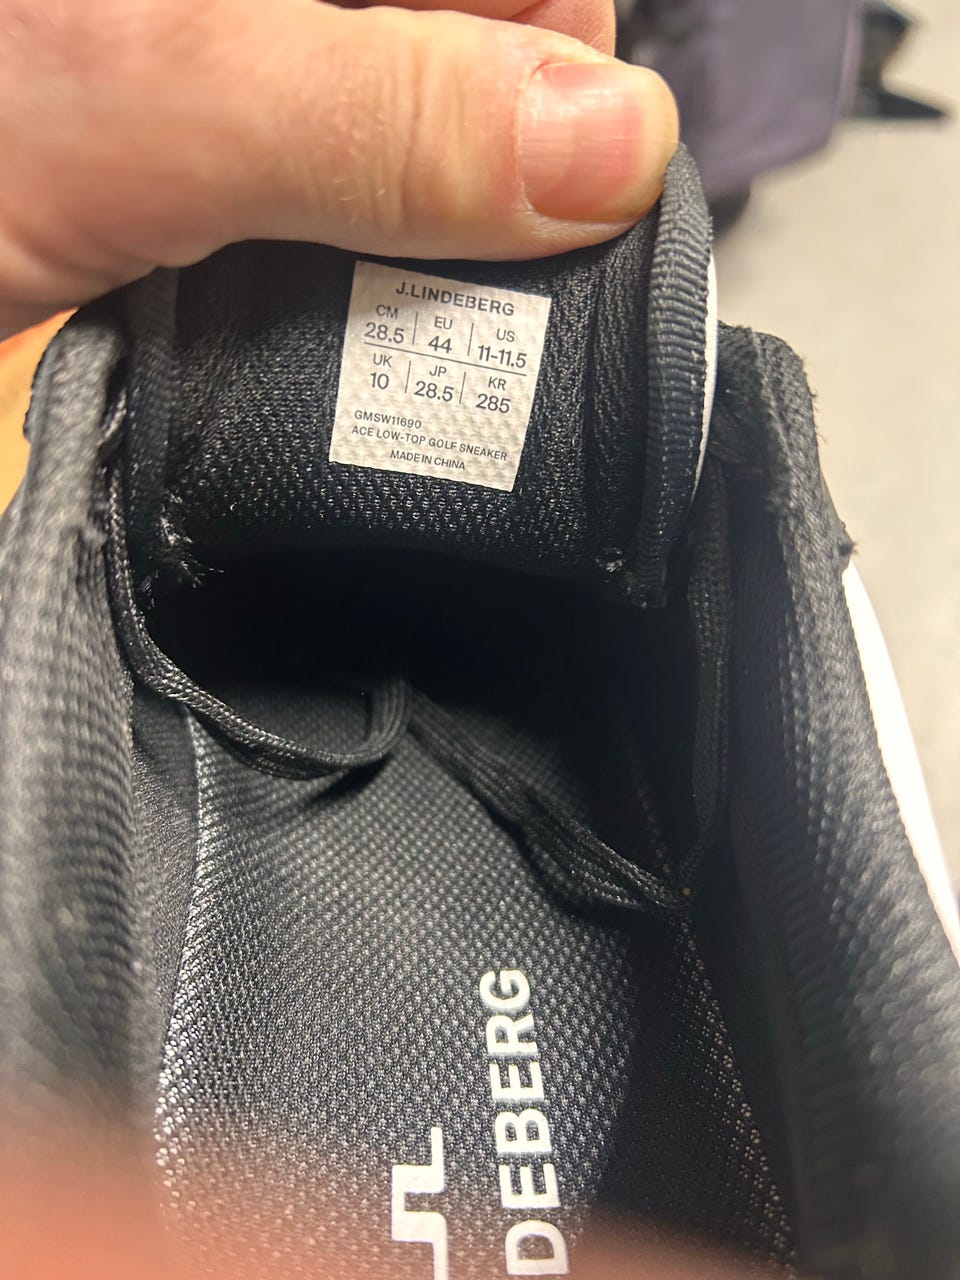 J.LINDEBERG
CM EU US
28.5 44 11-11.5
UK JP KR
10 28.5 285
GMSW11690
ACE LOW-TOP GOLF SNEAKER
MADE IN CHINA
DEBERG